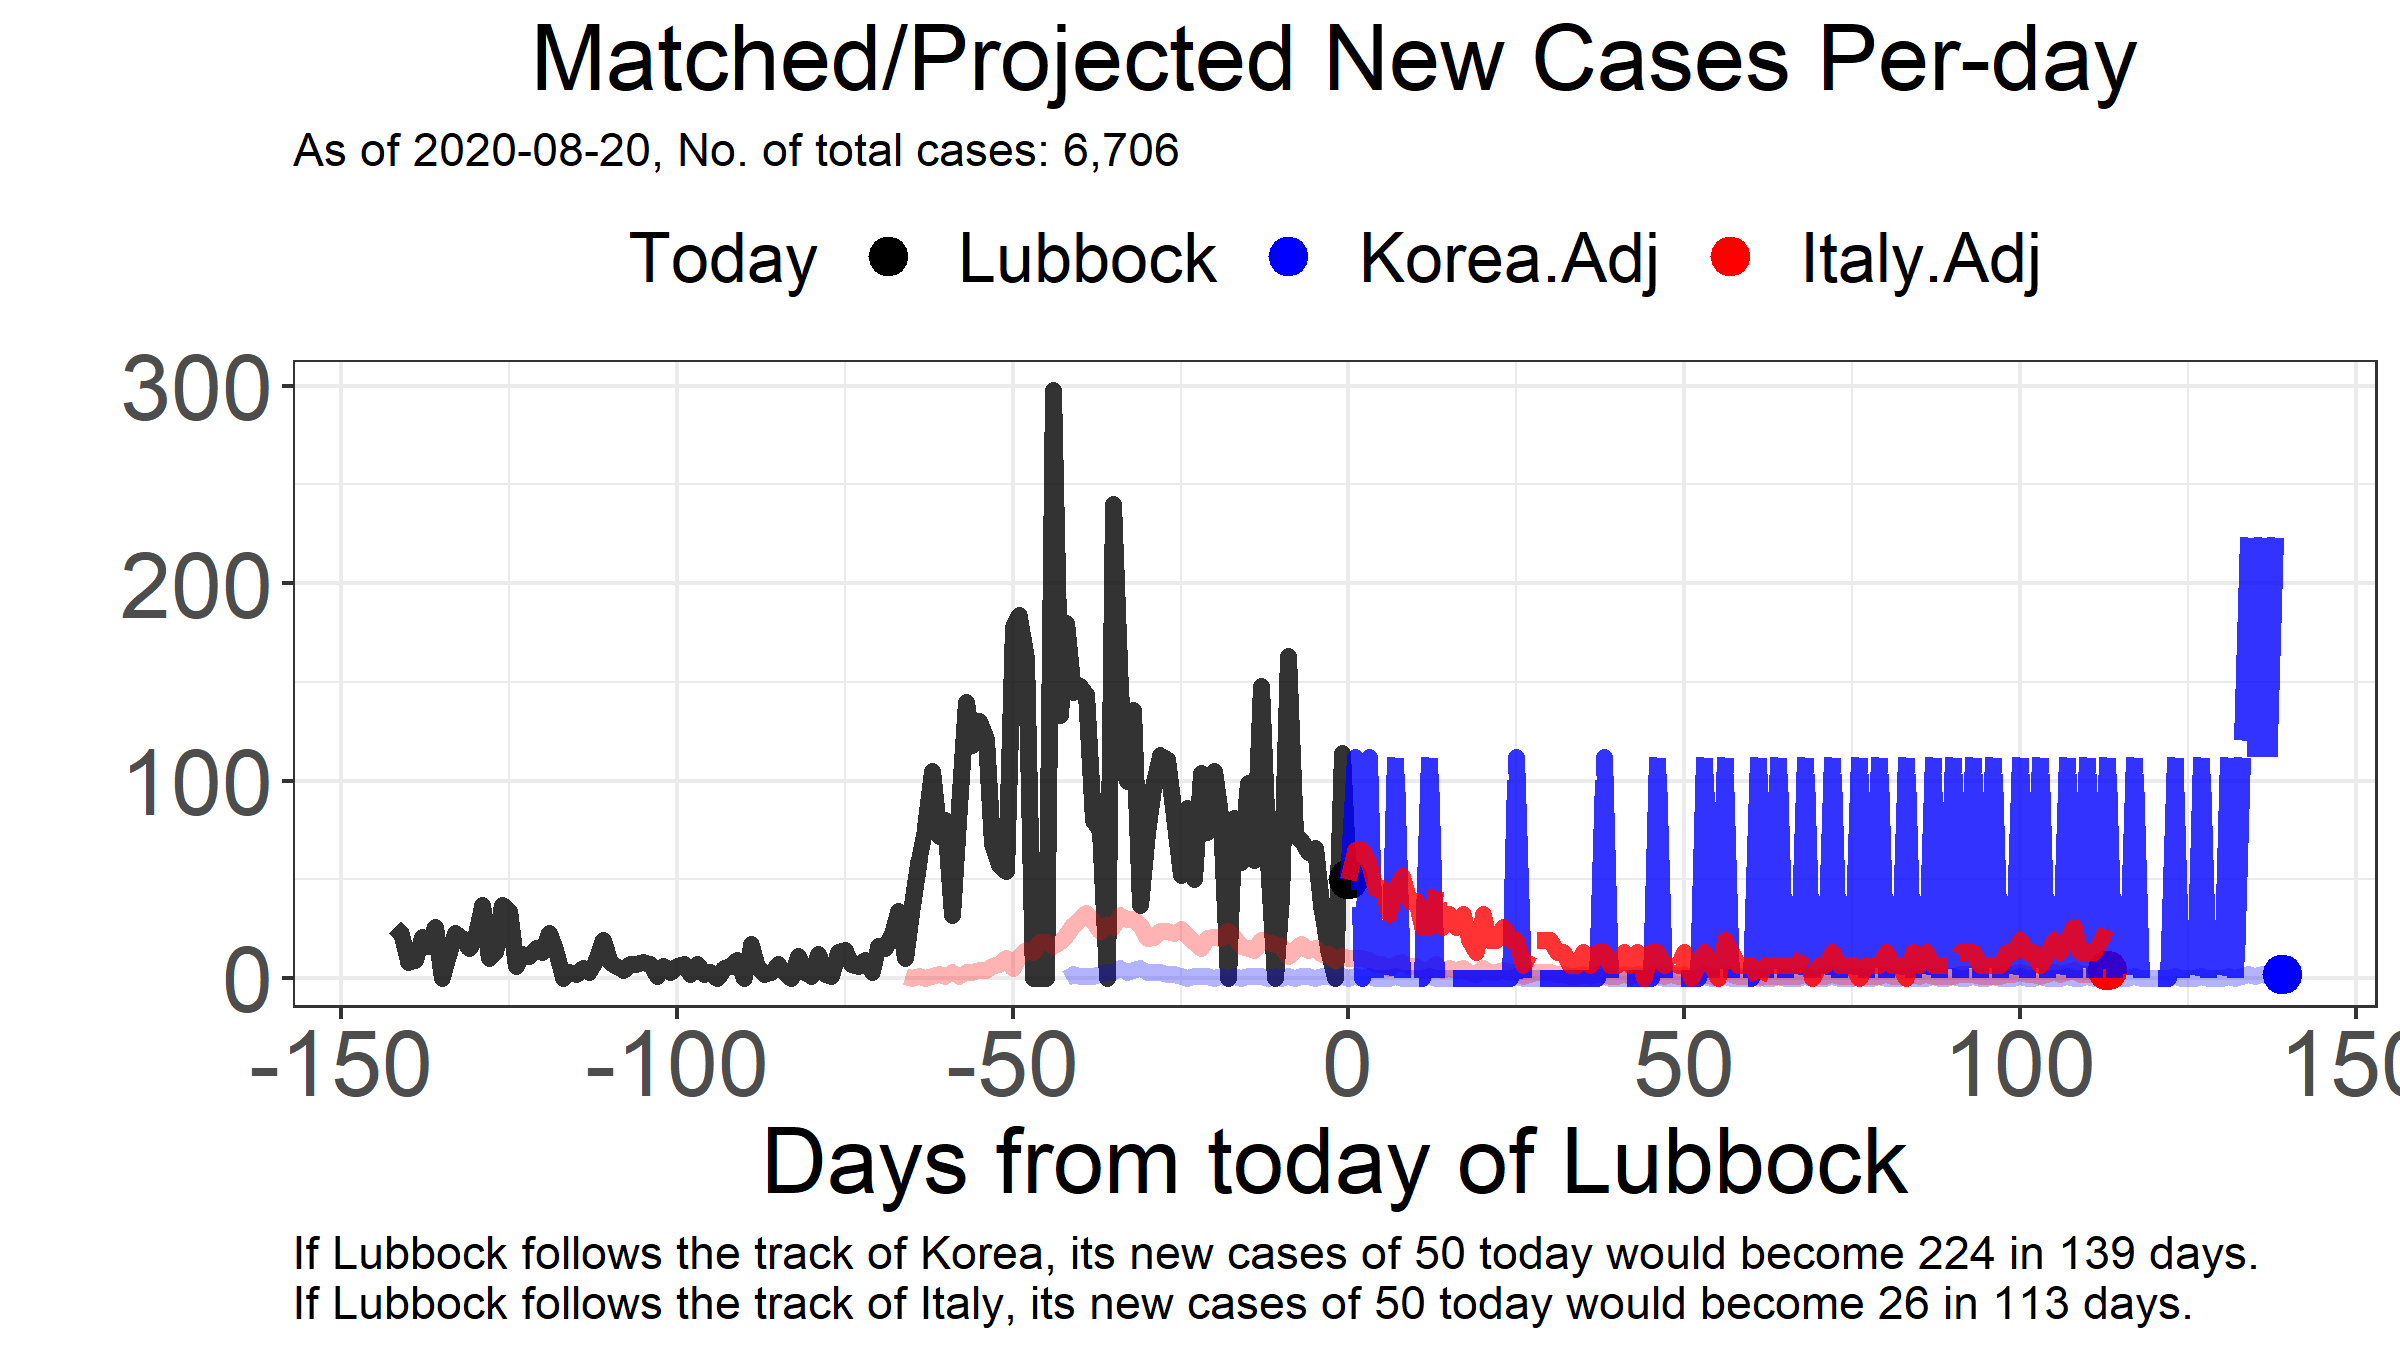 Matched/Projected New Cases Per-day
As of 2020-08-20, No. of total cases: 6,706
Today Lubbock Korea.Adj Italy.Adj
300
200
100
0
-150 -100 -50 0 50 100 150
Days from today of Lubbock
If Lubbock follows the track of Korea, its new cases of 50 today would become 224 in 139 days.
If Lubbock follows the track of Italy, its new cases of 50 today would become 26 in 113 days.